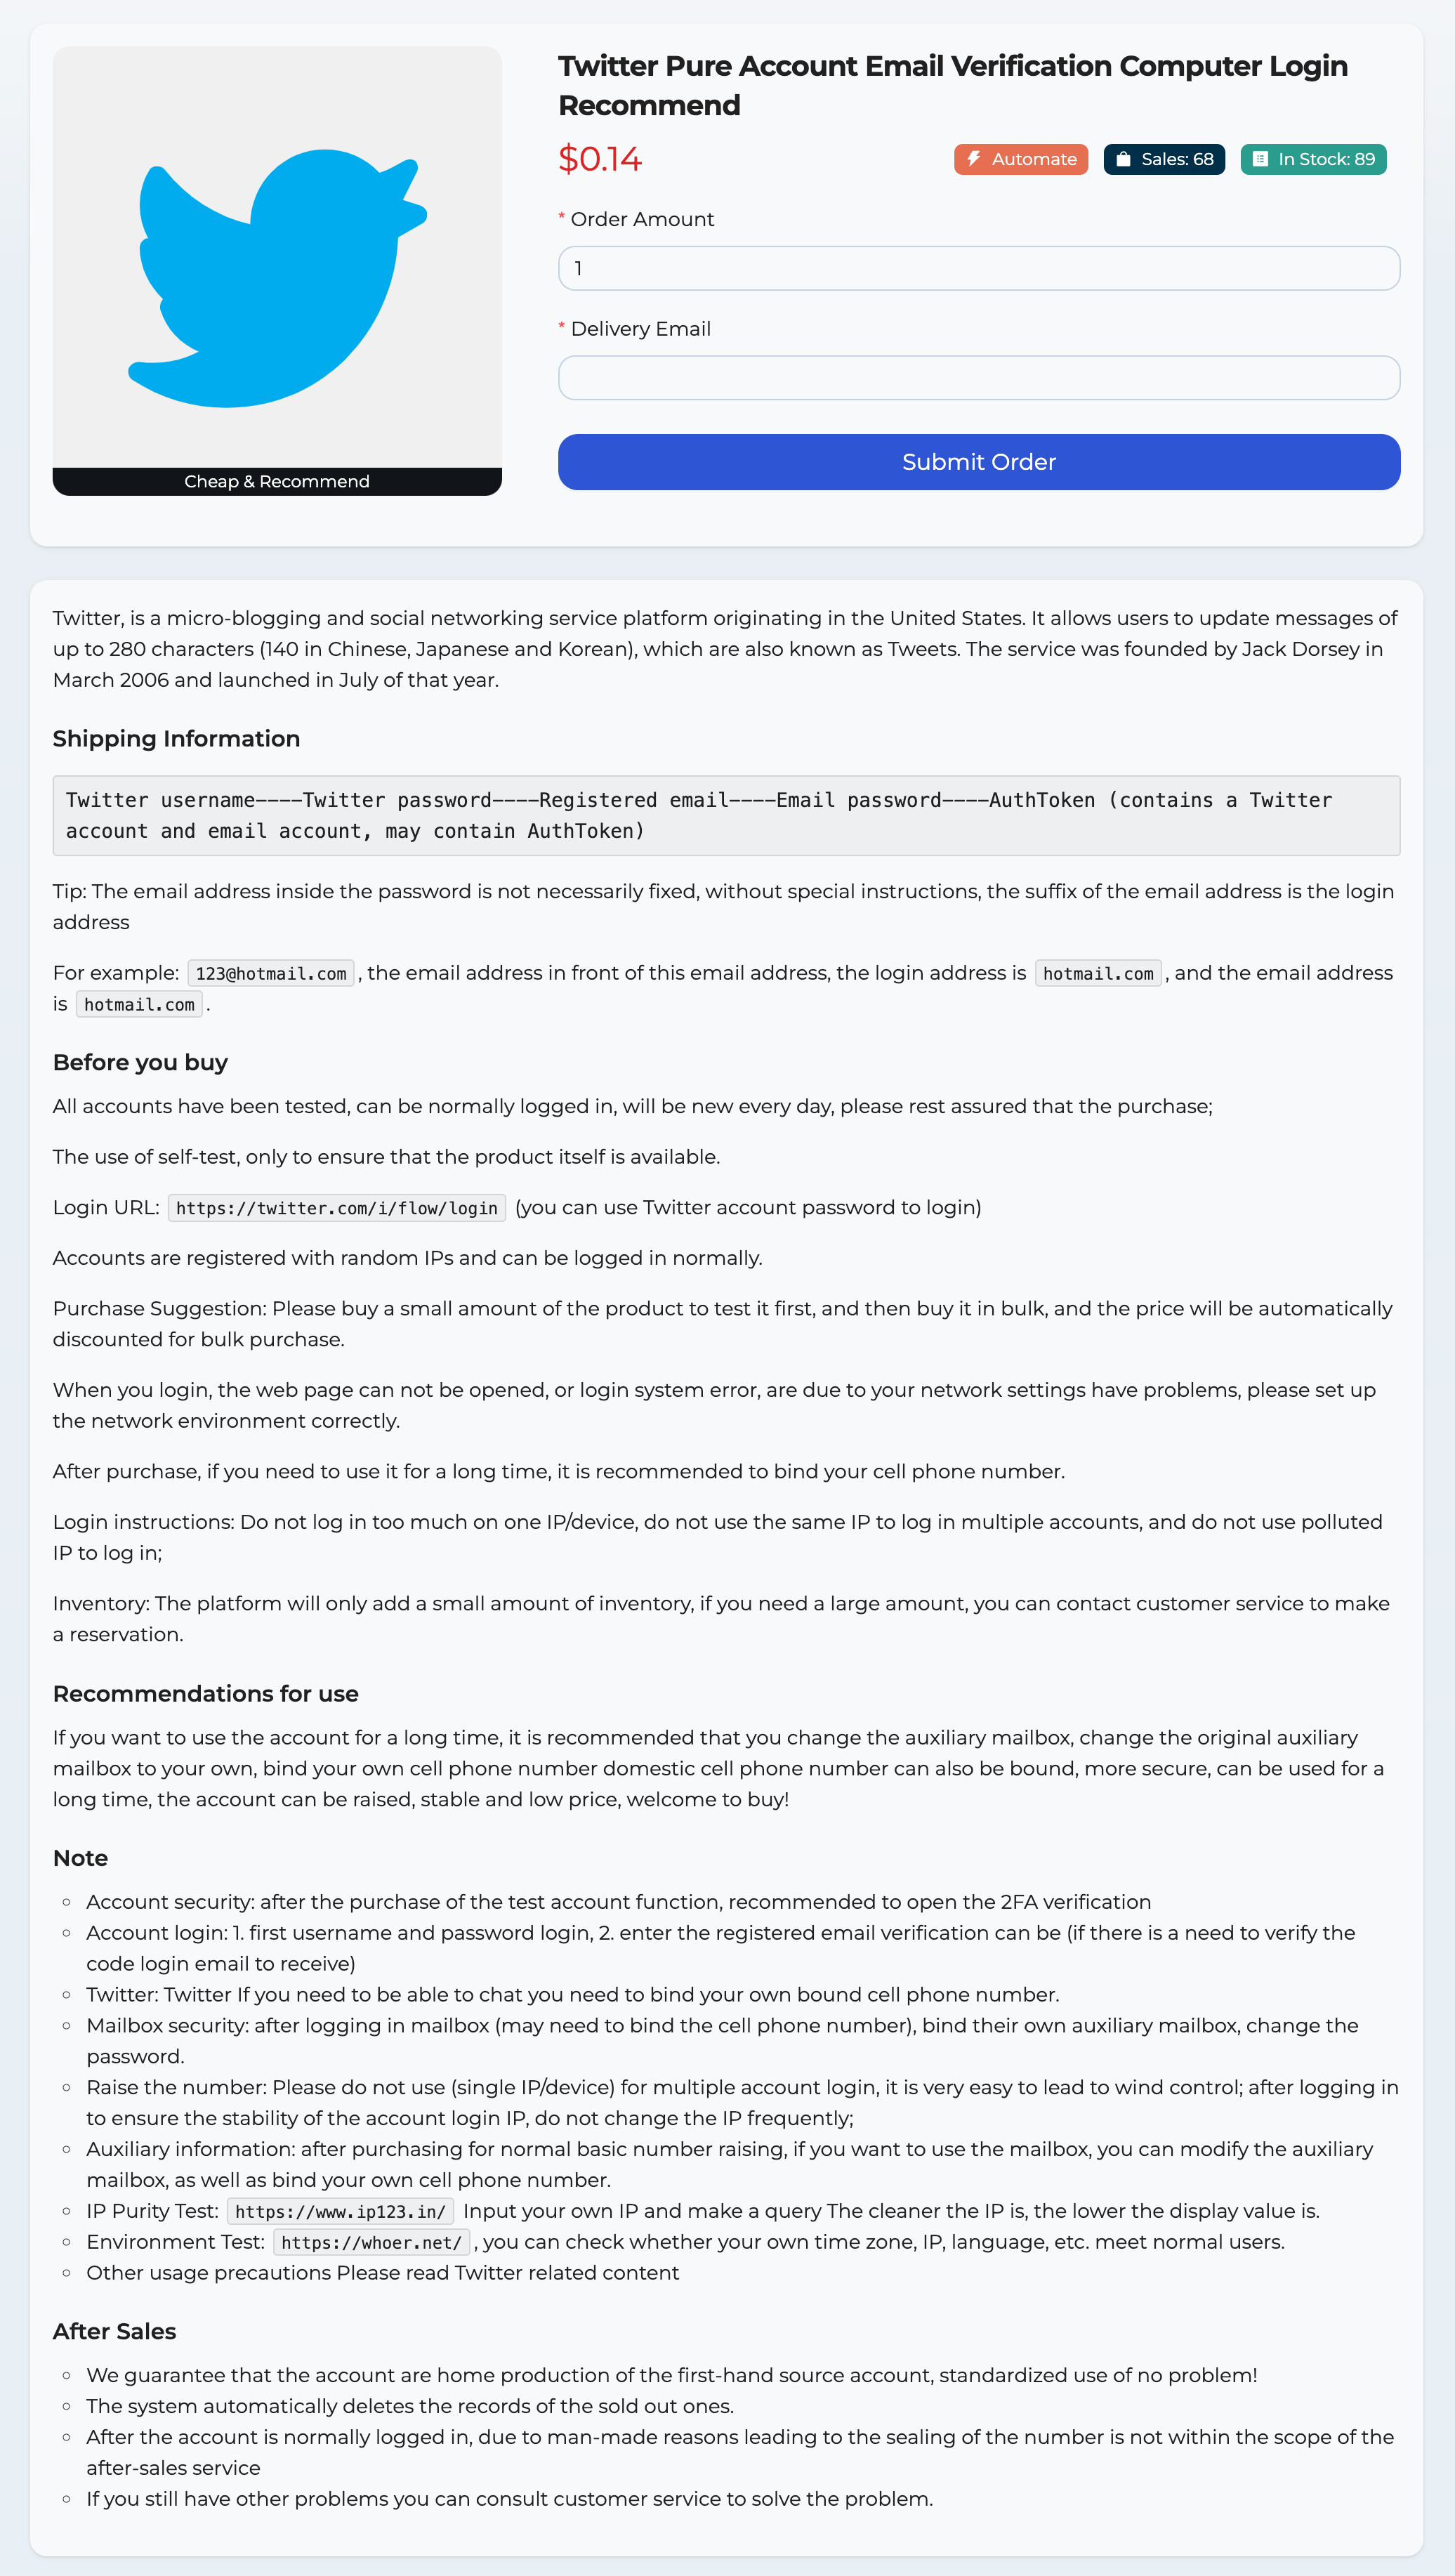 Twitter Pure Account Email Verification Computer Login
Recommend
$0.14
Automate
Sales: 68
In Stock: 89
* Order Amount
1
* Delivery Email
Submit Order
Cheap & Recommend
Twitter, is a micro-blogging and social networking service platform originating in the United States. It allows users to update messages of
up to 280 characters (140 in Chinese, Japanese and Korean), which are also known as Tweets. The service was founded by Jack Dorsey in
March 2006 and launched in July of that year.
Shipping Information
Twitter username----Twitter password----Registered email----Email password----AuthToken (contains a Twitter
account and email account, may contain AuthToken)
Tip: The email address inside the password is not necessarily fixed, without special instructions, the suffix of the email address is the login
address
For example: 123@hotmail.com , the email address in front of this email address, the login address is hotmail.com , and the email address
is hotmail.com .
Before you buy
All accounts have been tested, can be normally logged in, will be new every day, please rest assured that the purchase;
The use of self-test, only to ensure that the product itself is available.
Login URL: https://twitter.com/i/flow/login (you can use Twitter account password to login)
Accounts are registered with random IPs and can be logged in normally.
Purchase Suggestion: Please buy a small amount of the product to test it first, and then buy it in bulk, and the price will be automatically
discounted for bulk purchase.
When you login, the web page can not be opened, or login system error, are due to your network settings have problems, please set up
the network environment correctly.
After purchase, if you need to use it for a long time, it is recommended to bind your cell phone number.
Login instructions: Do not log in too much on one IP/device, do not use the same IP to log in multiple accounts, and do not use polluted
IP to log in;
Inventory: The platform will only add a small amount of inventory, if you need a large amount, you can contact customer service to make
a reservation.
Recommendations for use
If you want to use the account for a long time, it is recommended that you change the auxiliary mailbox, change the original auxiliary
mailbox to your own, bind your own cell phone number domestic cell phone number can also be bound, more secure, can be used for a
long time, the account can be raised, stable and low price, welcome to buy!
Note
◦ Account security: after the purchase of the test account function, recommended to open the 2FA verification
◦ Account login: 1. first username and password login, 2. enter the registered email verification can be (if there is a need to verify the
code login email to receive)
◦ Twitter: Twitter If you need to be able to chat you need to bind your own bound cell phone number.
◦ Mailbox security: after logging in mailbox (may need to bind the cell phone number), bind their own auxiliary mailbox, change the
password.
◦ Raise the number: Please do not use (single IP/device) for multiple account login, it is very easy to lead to wind control; after logging in
to ensure the stability of the account login IP, do not change the IP frequently;
◦ Auxiliary information: after purchasing for normal basic number raising, if you want to use the mailbox, you can modify the auxiliary
mailbox, as well as bind your own cell phone number.
◦ IP Purity Test: https://www.ip123.in/ Input your own IP and make a query The cleaner the IP is, the lower the display value is.
◦ Environment Test: https://whoer.net/ , you can check whether your own time zone, IP, language, etc. meet normal users.
◦ Other usage precautions Please read Twitter related content
After Sales
◦ We guarantee that the account are home production of the first-hand source account, standardized use of no problem!
◦ The system automatically deletes the records of the sold out ones.
◦ After the account is normally logged in, due to man-made reasons leading to the sealing of the number is not within the scope of the
after-sales service
◦ If you still have other problems you can consult customer service to solve the problem.